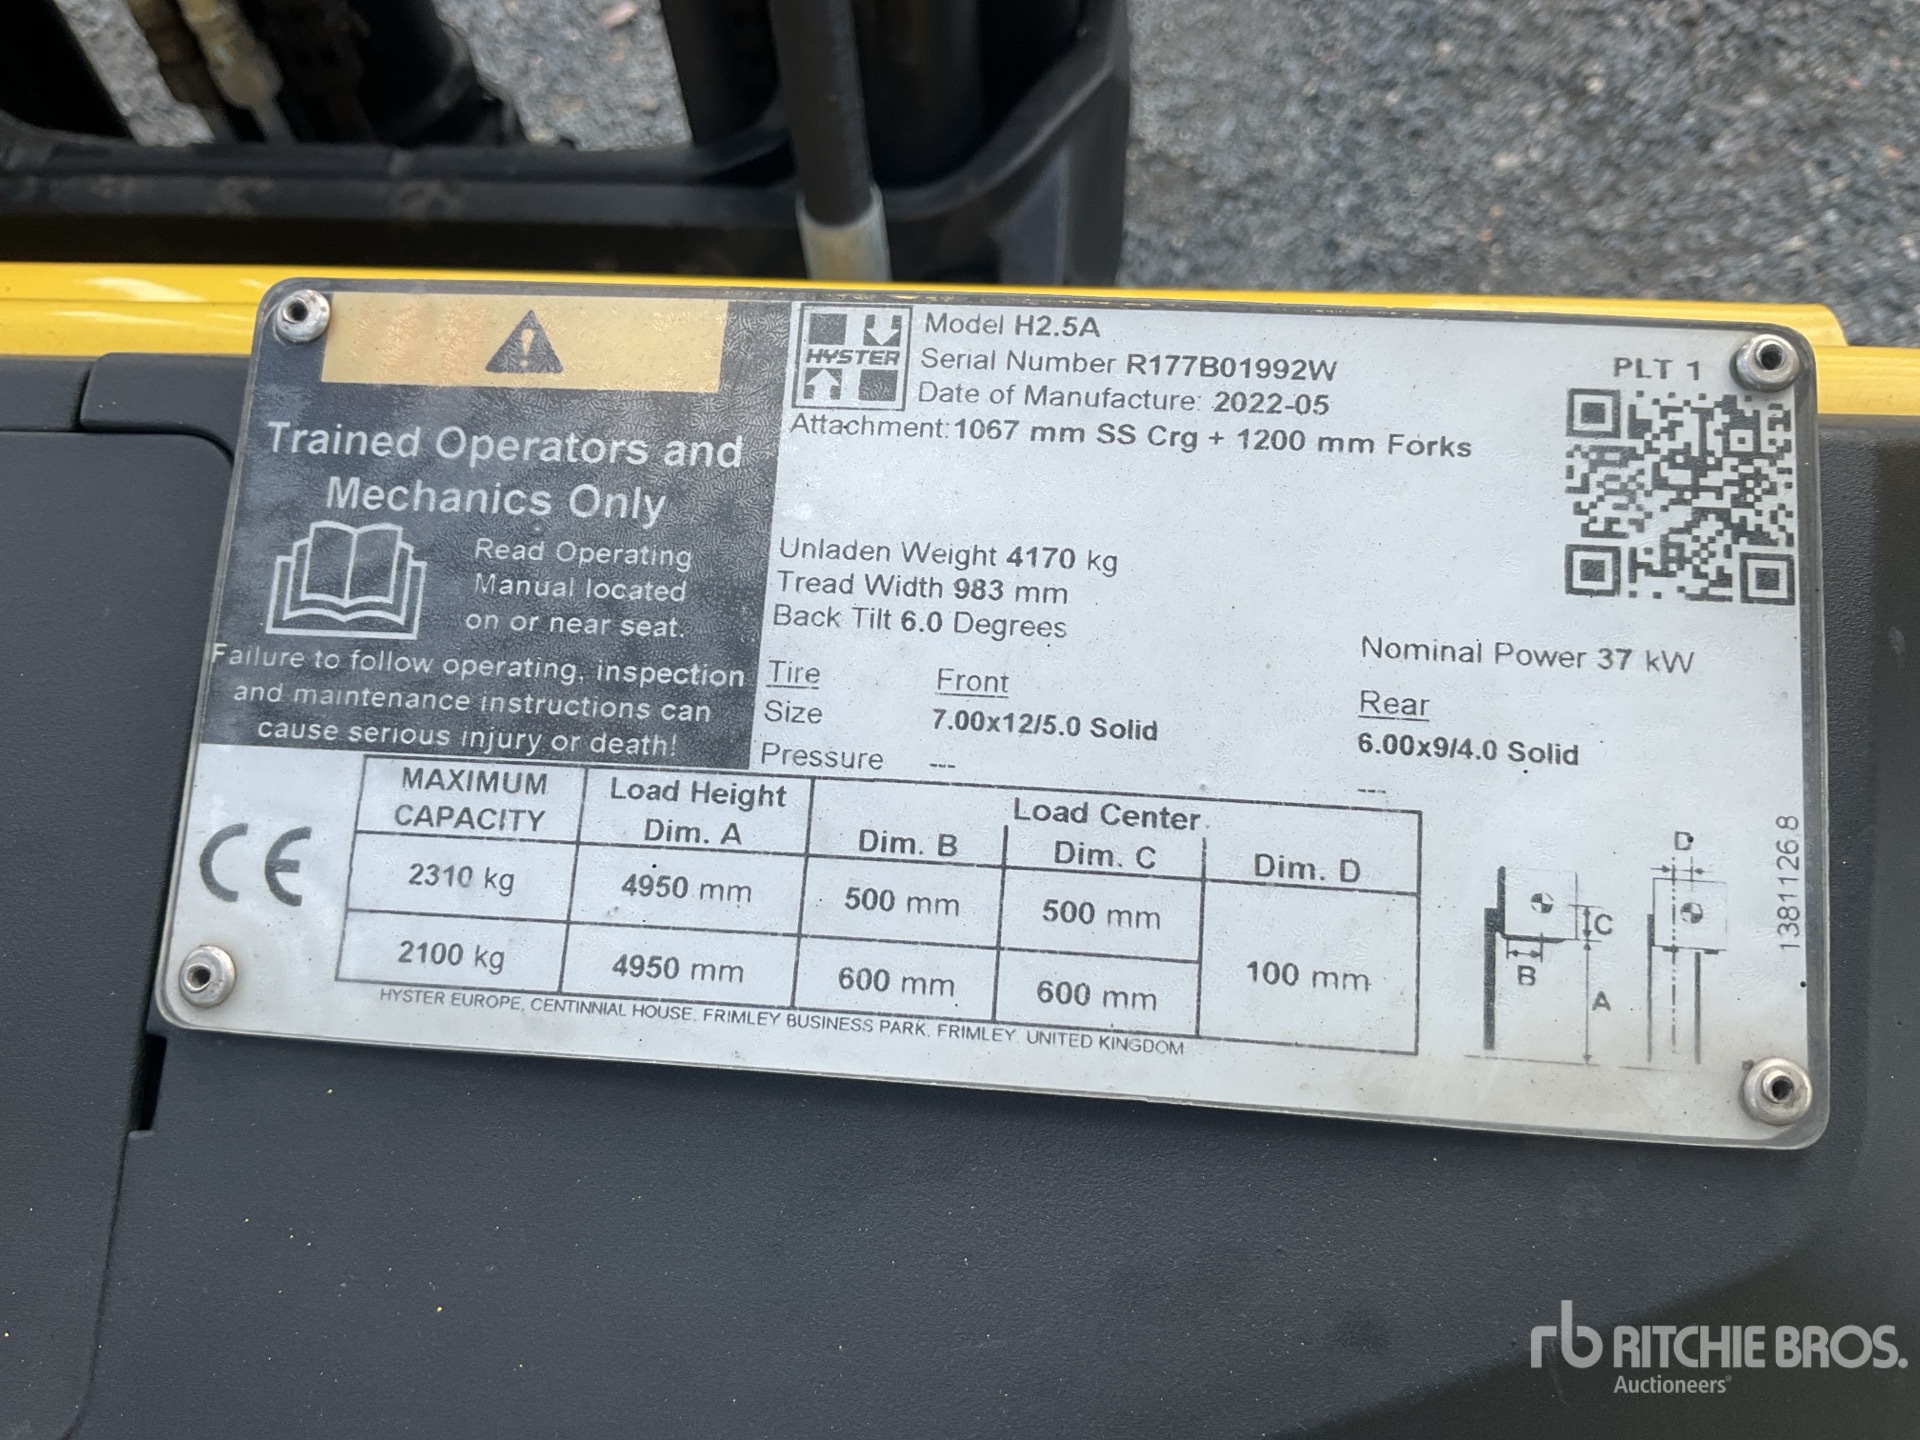 Trained Operators and
Mechanics Only
Read Operating
Manual located
on or near seat.
Failure to follow operating, inspection
and maintenance instructions can
cause serious injury or death!
HYSTER
Model H2.5A
Serial Number R177B01992W
Date of Manufacture: 2022-05
Attachment: 1067 mm SS Crg + 1200 mm Forks
PLT 1
Unladen Weight 4170 kg
Tread Width 983 mm
Back Tilt 6.0 Degrees
Nominal Power 37 kW
Tire Front Rear
Size 7.00x12/5.0 Solid 6.00x9/4.0 Solid
Pressure --- ---
MAXIMUM CAPACITY Load Height Dim. A Load Center
Dim. B Dim. C Dim. D
2310 kg 4950 mm 500 mm 500 mm
2100 kg 4950 mm 600 mm 600 mm 100 mm
CE
HYSTER EUROPE, CENTINNIAL HOUSE, FRIMLEY BUSINESS PARK, FRIMLEY, UNITED KINGDOM
D
C
B
A
1381126.8
rb RITCHIE BROS.
Auctioneers